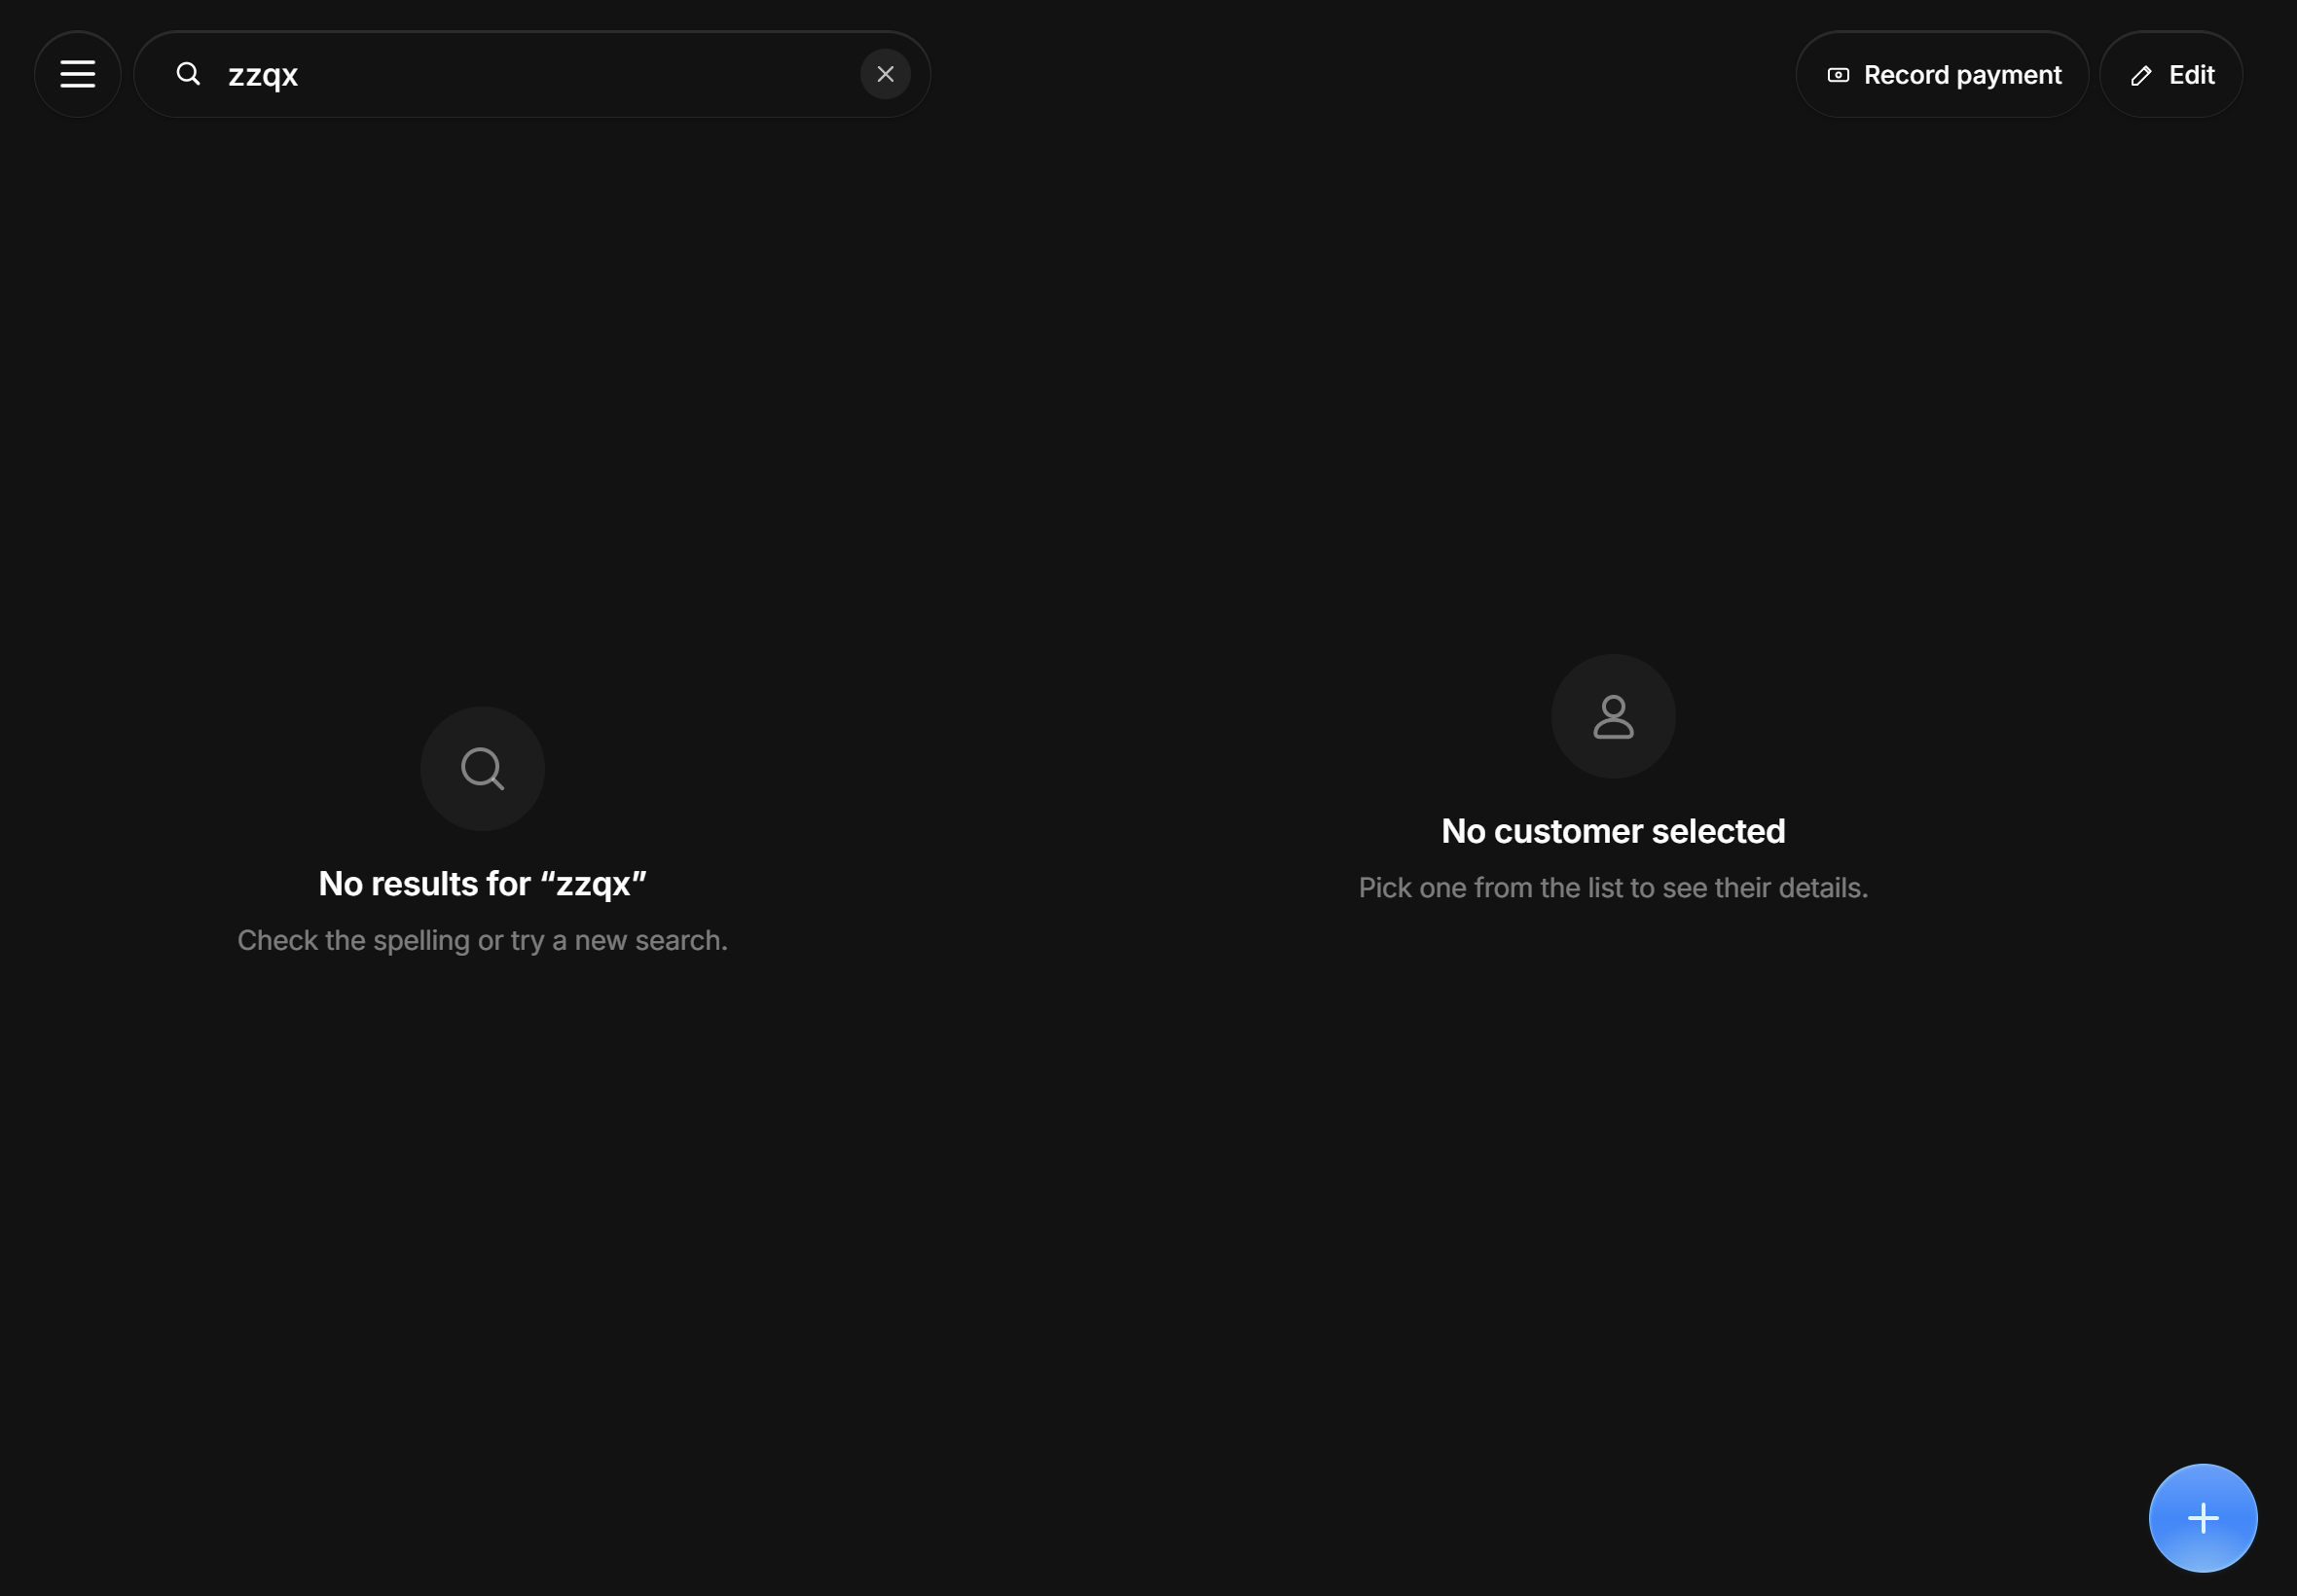 zzqx
Record payment
Edit
No results for “zzqx”
Check the spelling or try a new search.
No customer selected
Pick one from the list to see their details.